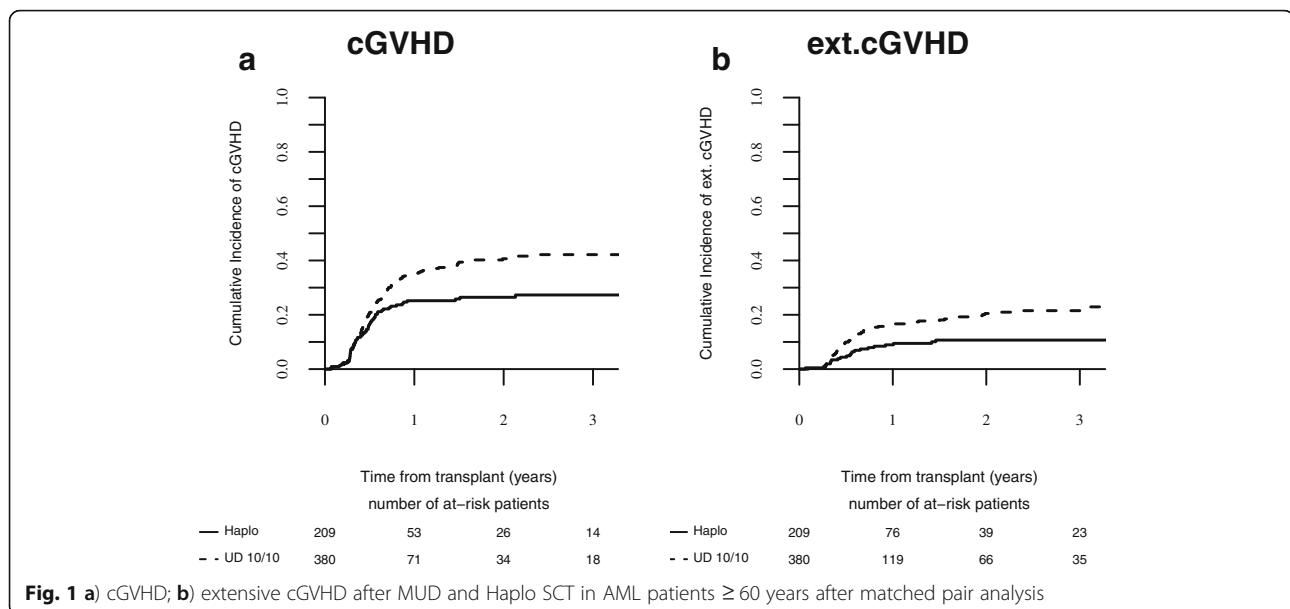 cGVHD
ext.cGVHD
a
b
Cumulative Incidence of cGVHD
1.0
0.8
0.6
0.4
0.2
0.0
0 1 2 3
Time from transplant (years)
number of at−risk patients
Haplo 209 53 26 14
UD 10/10 380 71 34 18
Cumulative Incidence of ext. cGVHD
1.0
0.8
0.6
0.4
0.2
0.0
0 1 2 3
Time from transplant (years)
number of at−risk patients
Haplo 209 76 39 23
UD 10/10 380 119 66 35
Fig. 1 a) cGVHD; b) extensive cGVHD after MUD and Haplo SCT in AML patients ≥ 60 years after matched pair analysis